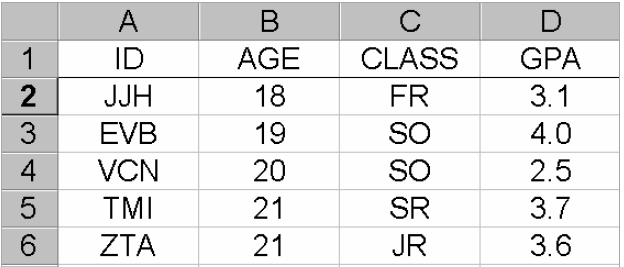 A B C D
1 ID AGE CLASS GPA
2 JJH 18 FR 3.1
3 EVB 19 SO 4.0
4 VCN 20 SO 2.5
5 TMI 21 SR 3.7
6 ZTA 21 JR 3.6